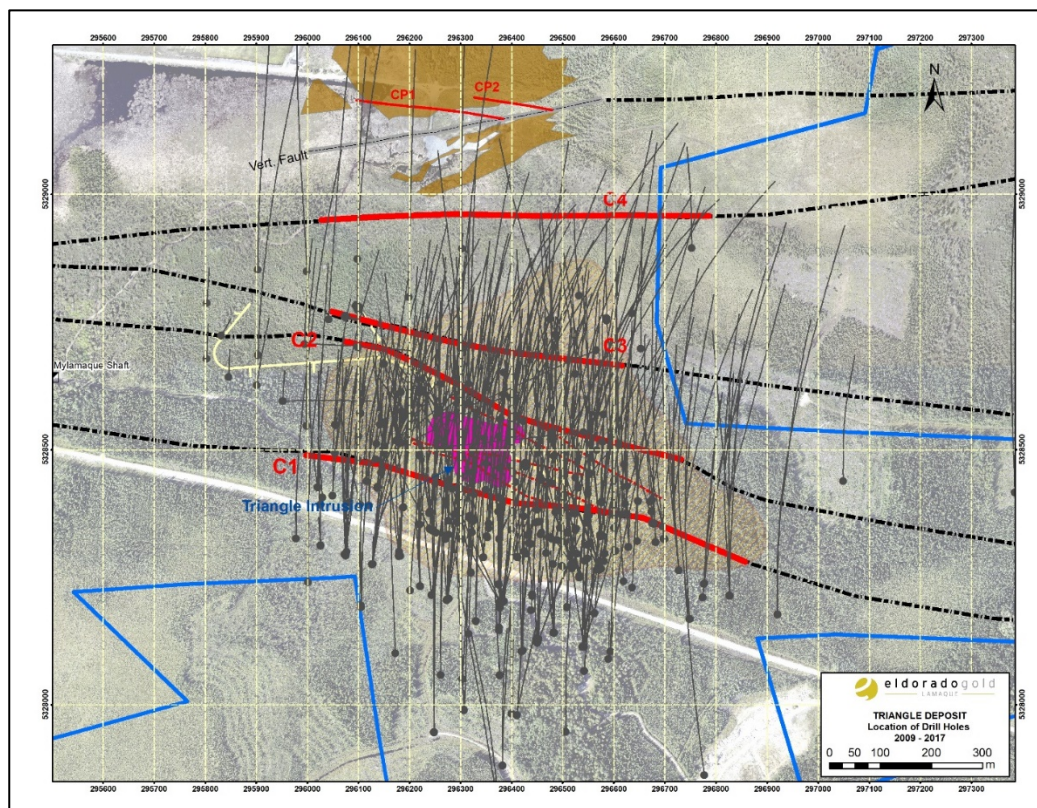 295600 295700 295800 295900 296000 296100 296200 296300 296400 296500 296600 296700 296800 296900 297000 297100 297200 297300
N
CP1
CP2
Vert. Fault
5329000
5329000
C4
C2
C3
Mylamaque Shaft
5328500
5328500
C1
Triangle Intrusion
5328000
5328000
eldoradogold
LAMAQUE
TRIANGLE DEPOSIT
Location of Drill Holes
2009 - 2017
0 50 100 200 300
m
295600 295700 295800 295900 296000 296100 296200 296300 296400 296500 296600 296700 296800 296900 297000 297100 297200 297300